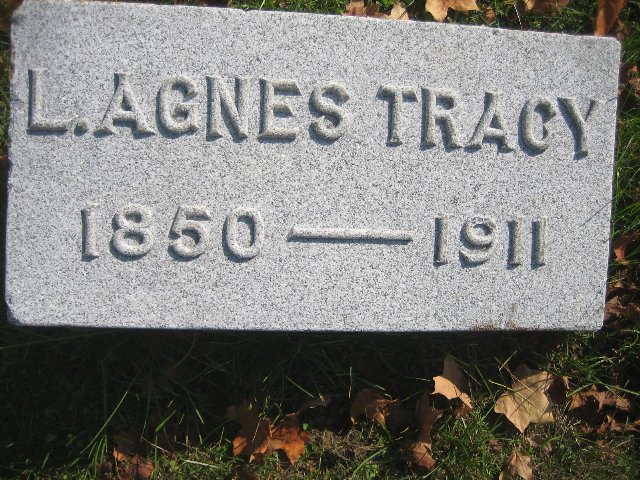 L. AGNES TRACY
1850 — 1911